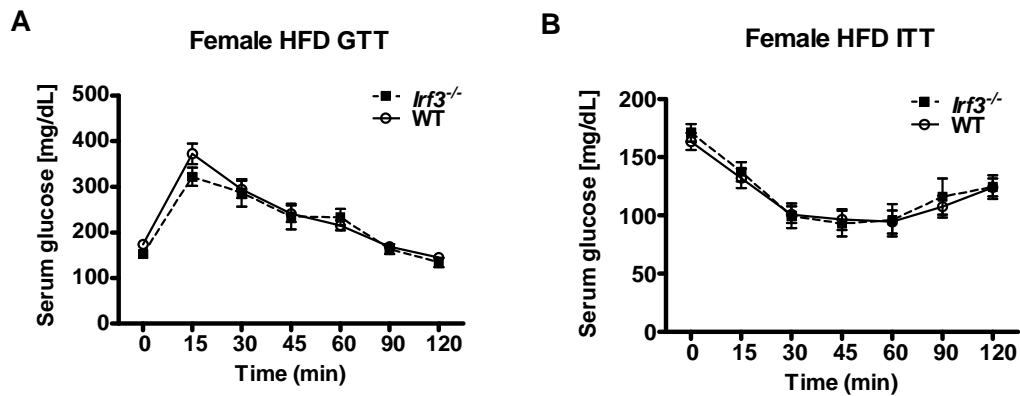 A
Female HFD GTT
Serum glucose [mg/dL]
500
400
300
200
100
0
Irf3-/-
WT
0 15 30 45 60 90 120
Time (min)
B
Female HFD ITT
Serum glucose [mg/dL]
200
150
100
50
0
Irf3-/-
WT
0 15 30 45 60 90 120
Time (min)